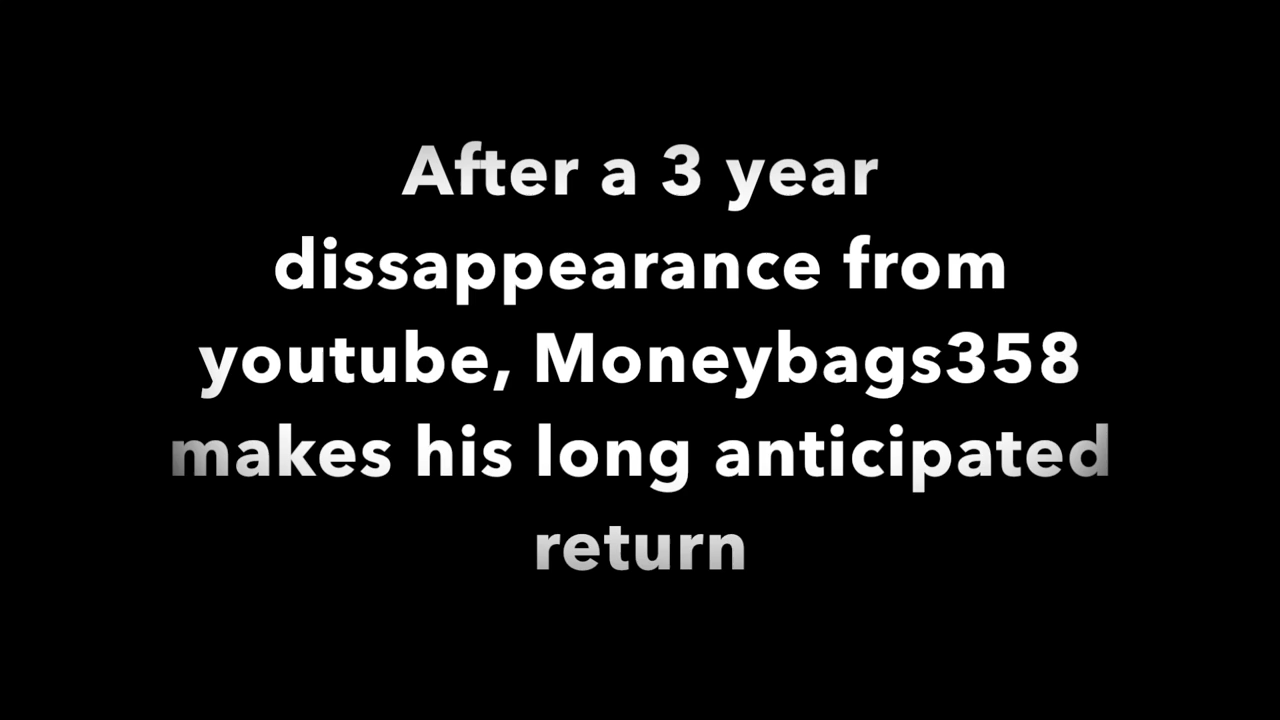 After a 3 year
dissappearance from
youtube, Moneybags358
makes his long anticipated
return